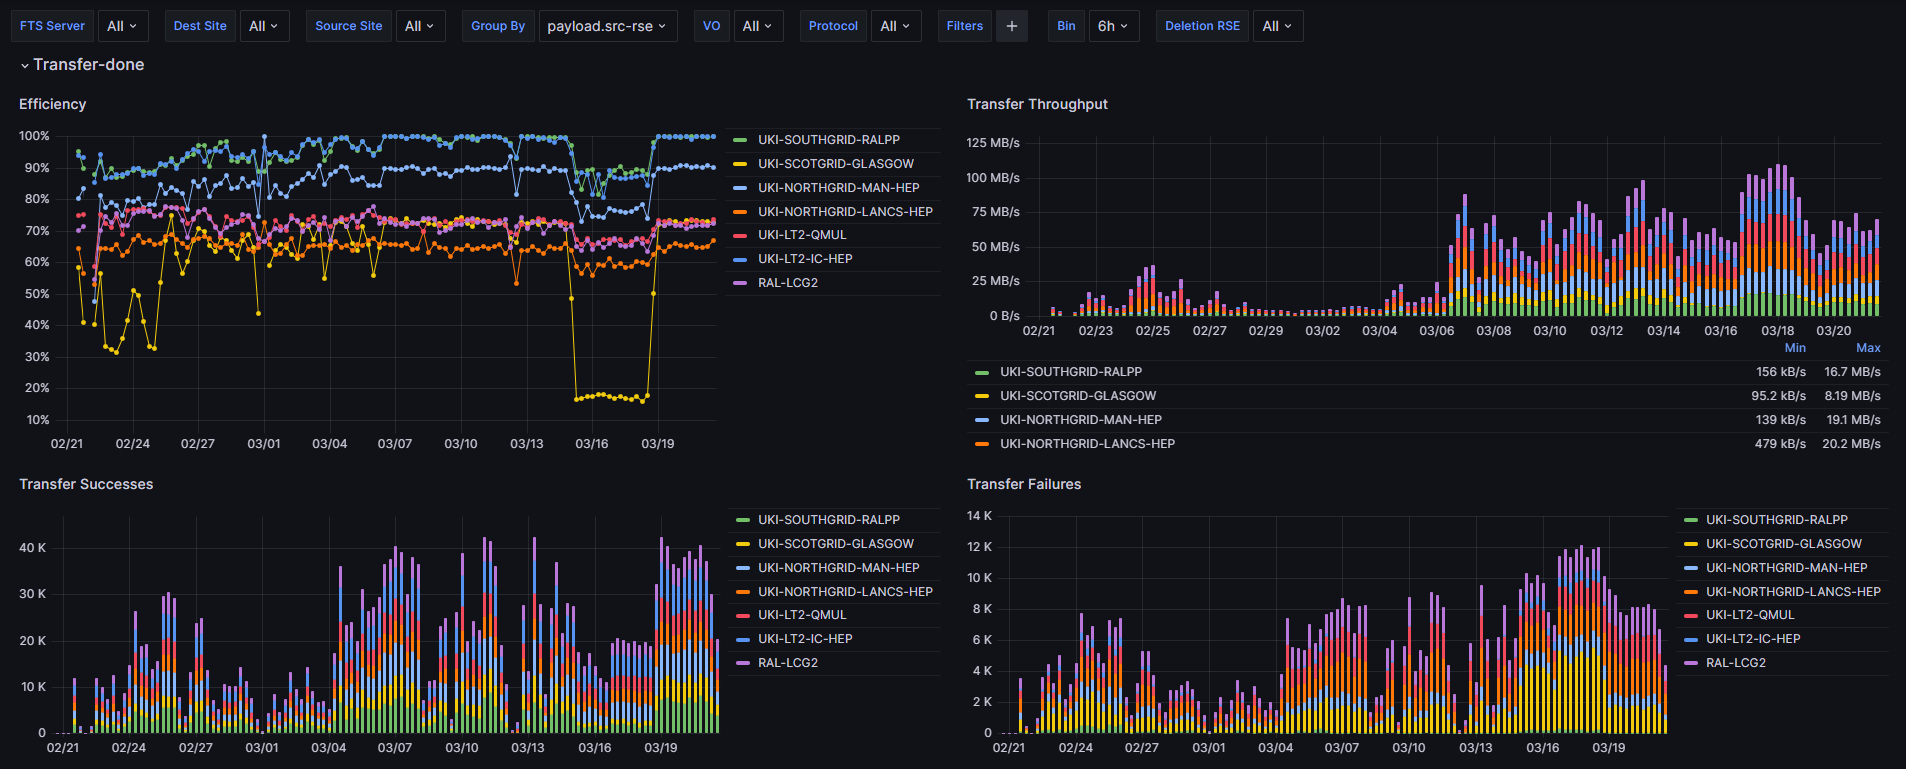 FTS Server All Dest Site All Source Site All Group By payload.src-rse VO All Protocol All Filters + Bin 6h Deletion RSE All
Transfer-done
Efficiency
100%
90%
80%
70%
60%
50%
40%
30%
20%
10%
02/21 02/24 02/27 03/01 03/04 03/07 03/10 03/13 03/16 03/19
UKI-SOUTHGRID-RALPP
UKI-SCOTGRID-GLASGOW
UKI-NORTHGRID-MAN-HEP
UKI-NORTHGRID-LANCS-HEP
UKI-LT2-QMUL
UKI-LT2-IC-HEP
RAL-LCG2
Transfer Throughput
125 MB/s
100 MB/s
75 MB/s
50 MB/s
25 MB/s
0 B/s
02/21 02/23 02/25 02/27 02/29 03/02 03/04 03/06 03/08 03/10 03/12 03/14 03/16 03/18 03/20
Min Max
UKI-SOUTHGRID-RALPP 156 kB/s 16.7 MB/s
UKI-SCOTGRID-GLASGOW 95.2 kB/s 8.19 MB/s
UKI-NORTHGRID-MAN-HEP 139 kB/s 19.1 MB/s
UKI-NORTHGRID-LANCS-HEP 479 kB/s 20.2 MB/s
Transfer Successes
40 K
30 K
20 K
10 K
0
02/21 02/24 02/27 03/01 03/04 03/07 03/10 03/13 03/16 03/19
UKI-SOUTHGRID-RALPP
UKI-SCOTGRID-GLASGOW
UKI-NORTHGRID-MAN-HEP
UKI-NORTHGRID-LANCS-HEP
UKI-LT2-QMUL
UKI-LT2-IC-HEP
RAL-LCG2
Transfer Failures
14 K
12 K
10 K
8 K
6 K
4 K
2 K
0
02/21 02/24 02/27 03/01 03/04 03/07 03/10 03/13 03/16 03/19
UKI-SOUTHGRID-RALPP
UKI-SCOTGRID-GLASGOW
UKI-NORTHGRID-MAN-HEP
UKI-NORTHGRID-LANCS-HEP
UKI-LT2-QMUL
UKI-LT2-IC-HEP
RAL-LCG2